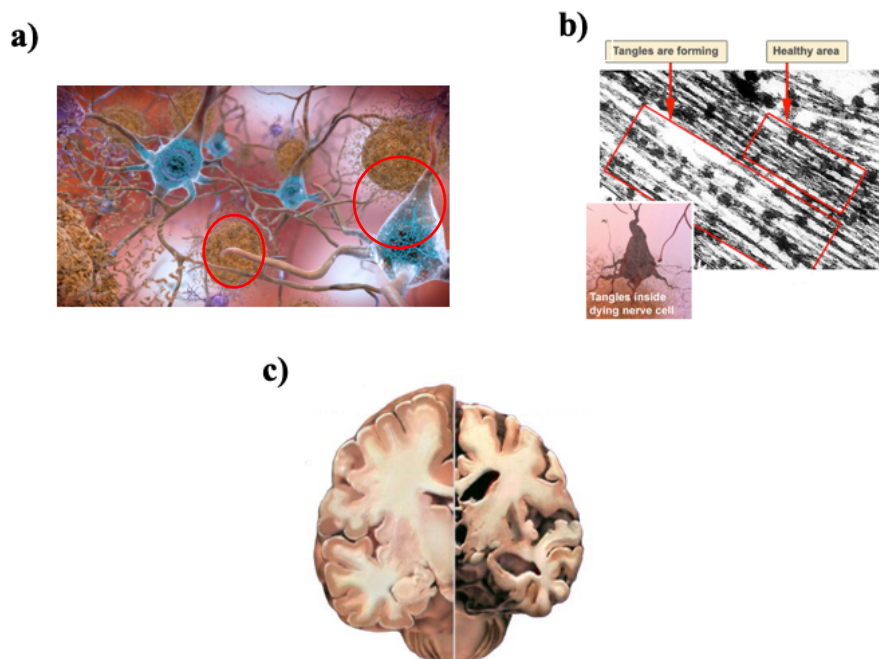 a)
b)
Tangles are forming
Healthy area
Tangles inside
dying nerve cell
c)